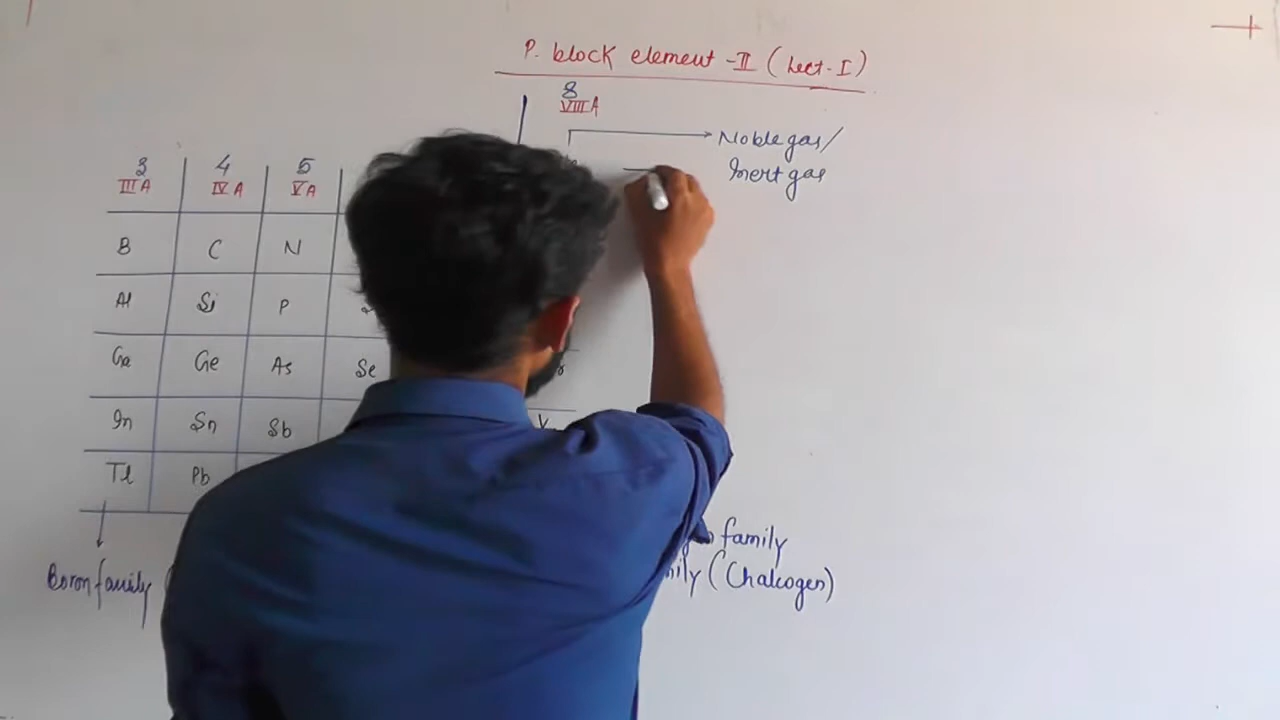 P. block element - II (Lect-I)
8
VIII A
Noble gas/
Inert gas
3 4 5
III A IV A V A
B C N
Al Si P
Ga Ge As Se
In Sn Sb
Tl Pb
family
Boron family (Chalcogen)